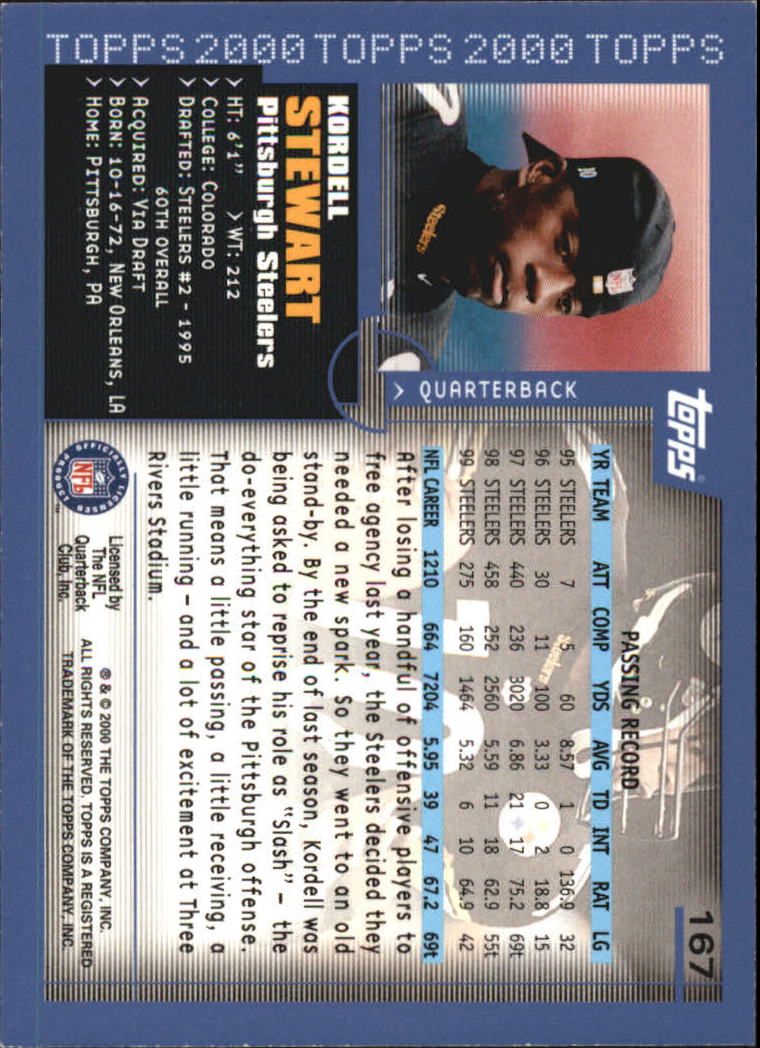 TOPPS 2000 TOPPS 2000 TOPPS
topps
167
QUARTERBACK
KORDELL
STEWART
Pittsburgh Steelers
> HT: 6'1" > WT: 212
> COLLEGE: COLORADO
> DRAFTED: STEELERS #2 - 1995
60TH OVERALL
> ACQUIRED: VIA DRAFT
> BORN: 10-16-72, NEW ORLEANS, LA
> HOME: PITTSBURGH, PA
10
NFL
Steelers
PASSING RECORD
YR TEAM ATT COMP YDS AVG TD INT RAT LG
95 STEELERS 7 5 60 8.57 1 0 136.9 32
96 STEELERS 30 11 100 3.33 0 2 18.8 15
97 STEELERS 440 236 3020 6.86 21 17 75.2 69t
98 STEELERS 458 252 2560 5.59 11 18 62.9 55t
99 STEELERS 275 160 1464 5.32 6 10 64.9 42
NFL CAREER 1210 664 7204 5.95 39 47 67.2 69t
Steelers
After losing a handful of offensive players to
free agency last year, the Steelers decided they
needed a new spark. So they went to an old
stand-by. By the end of last season, Kordell was
being asked to reprise his role as "Slash" – the
do-everything star of the Pittsburgh offense.
That means a little passing, a little receiving, a
little running – and a lot of excitement at Three
Rivers Stadium.
OFFICIALLY LICENSED PRODUCT
NFL
Licensed by
The NFL
Quarterback
Club, Inc.
® & © 2000 THE TOPPS COMPANY, INC.
ALL RIGHTS RESERVED. TOPPS IS A REGISTERED
TRADEMARK OF THE TOPPS COMPANY, INC.